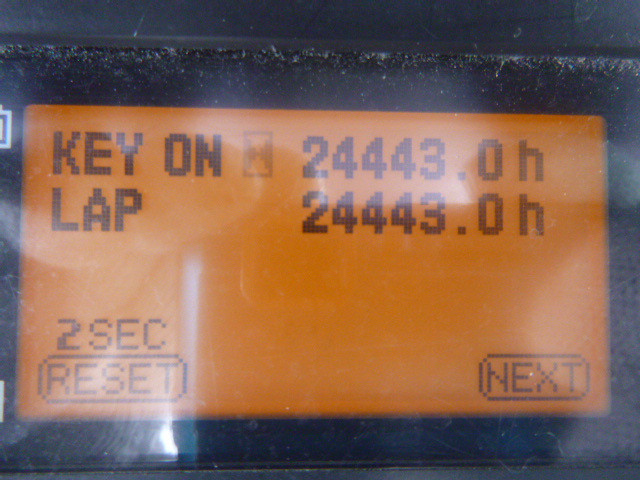 KEY ON H 24443.0h
LAP 24443.0h
2SEC
RESET NEXT